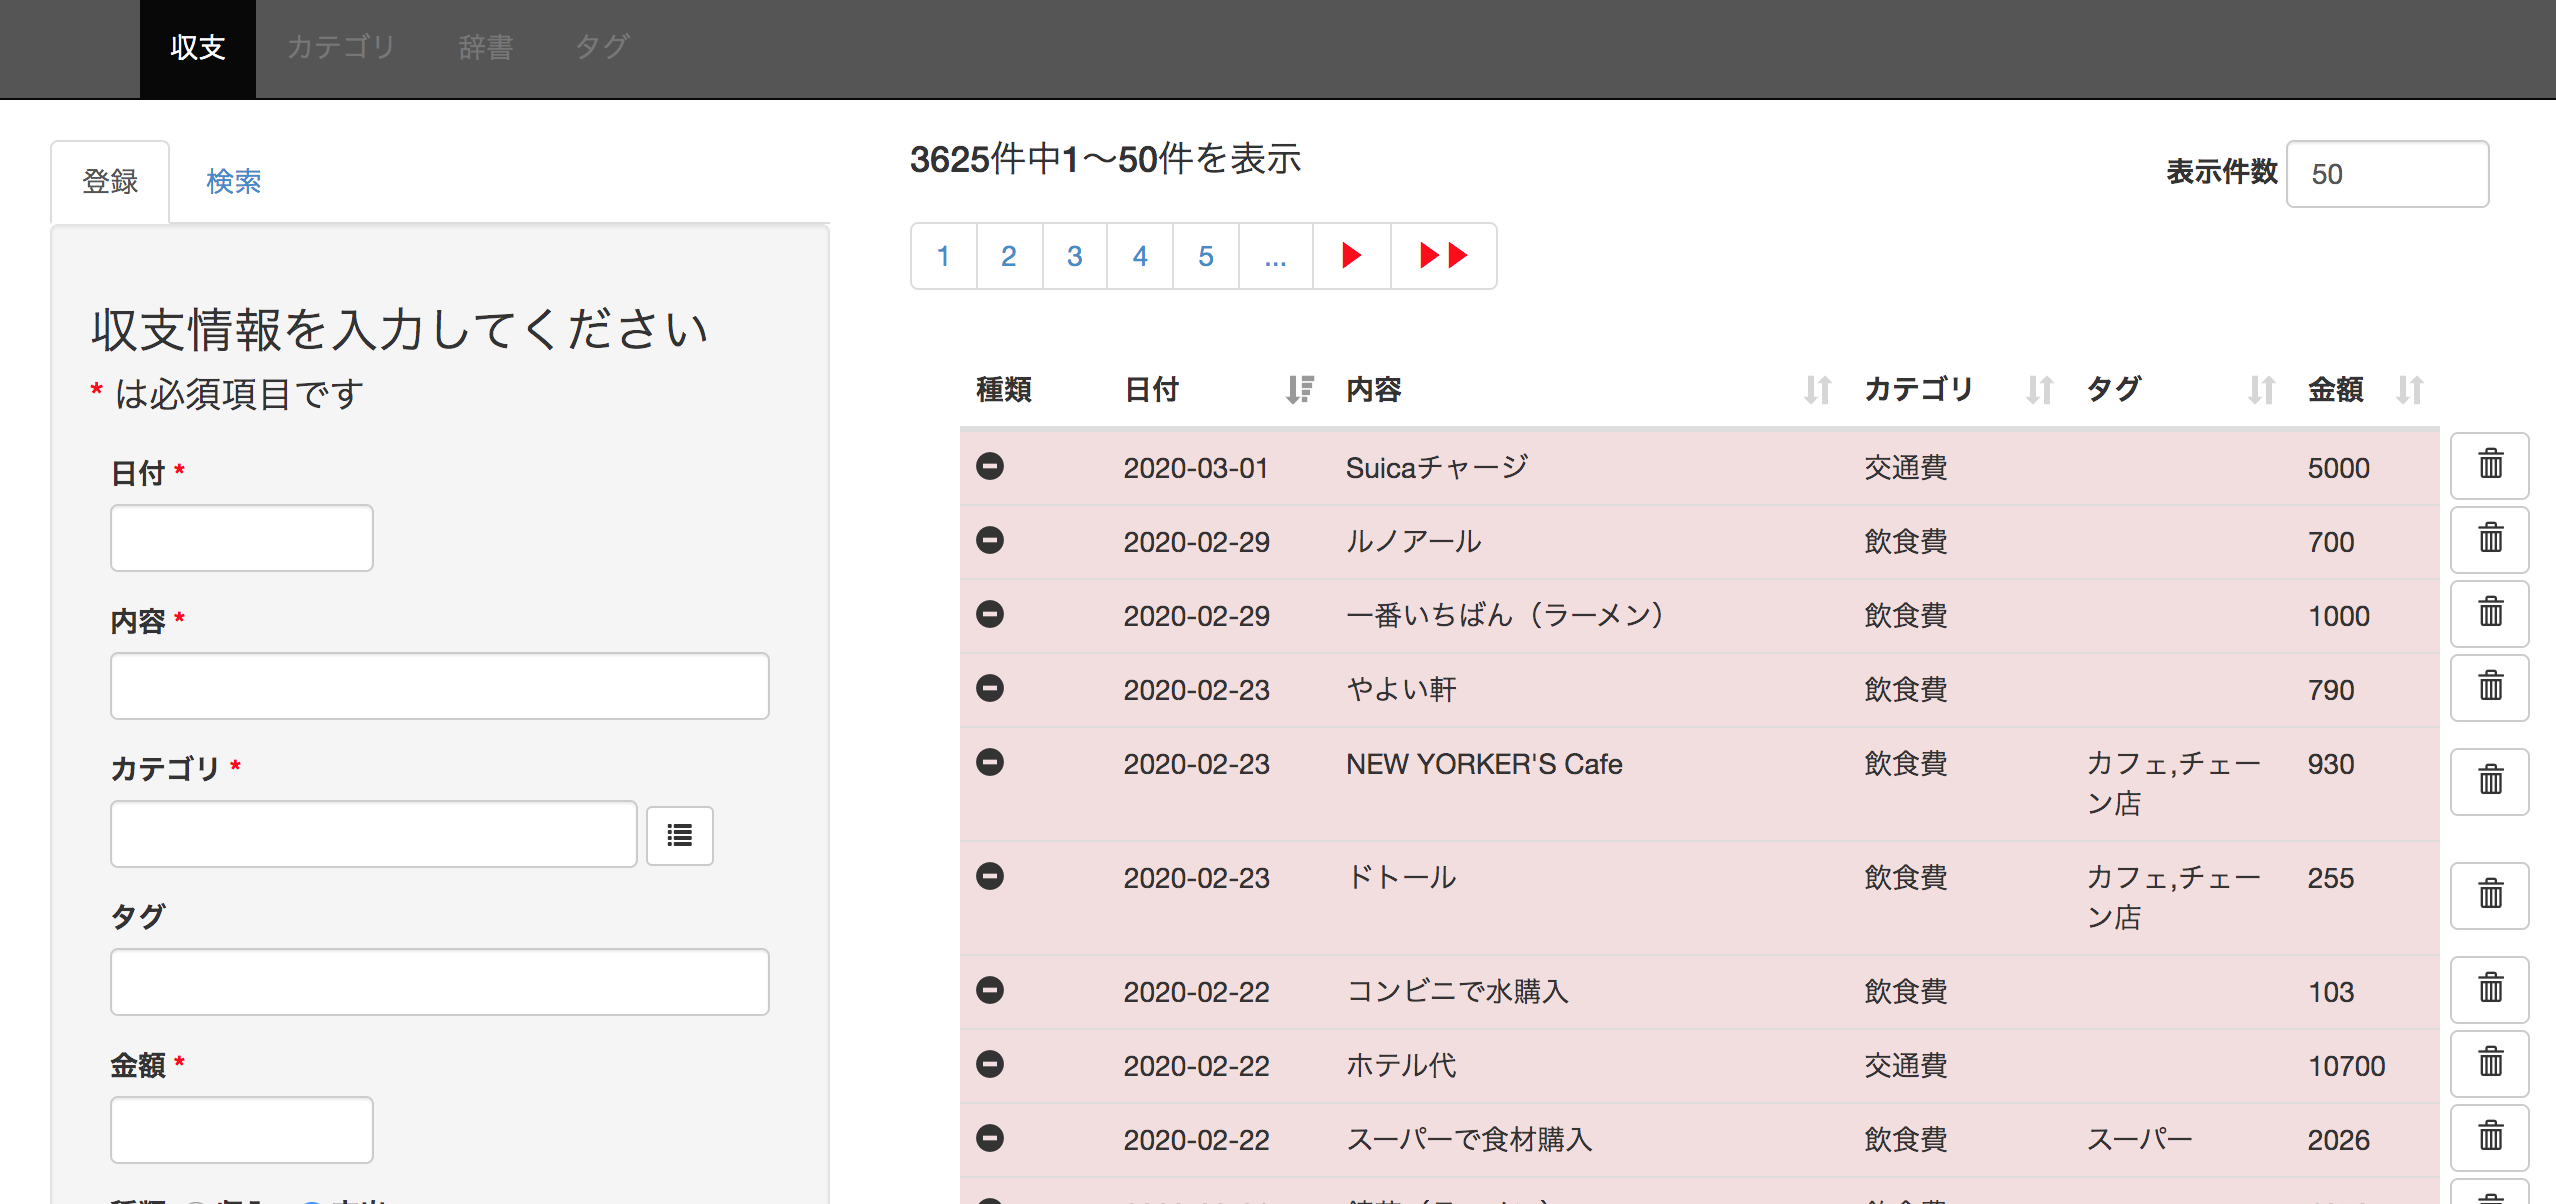 収支 カテゴリ 辞書 タグ
登録 検索
収支情報を入力してください
* は必須項目です
日付 *
内容 *
カテゴリ *
タグ
金額 *
3625件中1〜50件を表示
表示件数 50
1 2 3 4 5 ...
種類 日付 内容 カテゴリ タグ 金額
2020-03-01 Suicaチャージ 交通費 5000
2020-02-29 ルノアール 飲食費 700
2020-02-29 一番いちばん（ラーメン） 飲食費 1000
2020-02-23 やよい軒 飲食費 790
2020-02-23 NEW YORKER'S Cafe 飲食費 カフェ,チェー 930
ン店
2020-02-23 ドトール 飲食費 カフェ,チェー 255
ン店
2020-02-22 コンビニで水購入 飲食費 103
2020-02-22 ホテル代 交通費 10700
2020-02-22 スーパーで食材購入 飲食費 スーパー 2026